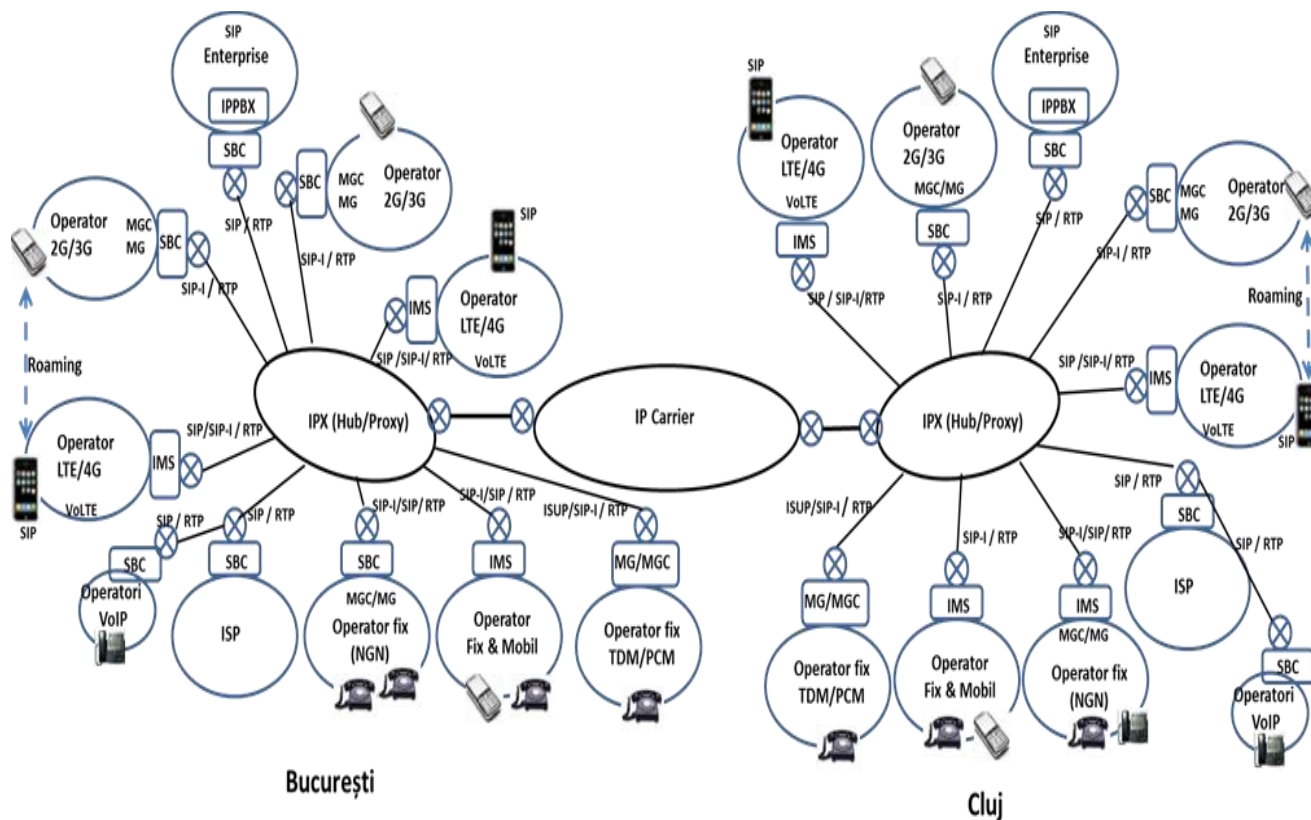 SIP
Enterprise
IPPBX
SBC
SIP / RTP
SBC
MGC
MG
Operator
2G/3G
SIP-I / RTP
Operator
2G/3G
MGC
MG
SBC
SIP-I / RTP
Roaming
SIP
IMS
Operator
LTE/4G
VoLTE
SIP /SIP-I/ RTP
IPX (Hub/Proxy)
Operator
LTE/4G
VoLTE
IMS
SIP/SIP-I / RTP
SIP
SIP / RTP
SBC
Operatori
VoIP
SIP / RTP
SBC
ISP
SIP-I/SIP / RTP
SBC
MGC/MG
Operator fix
(NGN)
SIP-I/SIP / RTP
IMS
Operator
Fix & Mobil
ISUP/SIP-I / RTP
MG/MGC
Operator fix
TDM/PCM
București
IP Carrier
SIP
Operator
LTE/4G
VoLTE
IMS
SIP / SIP-I/RTP
Operator
2G/3G
MGC/MG
SBC
SIP-I / RTP
SIP
Enterprise
IPPBX
SBC
SIP / RTP
SBC
MGC
MG
Operator
2G/3G
SIP-I / RTP
Roaming
SIP /SIP-I/ RTP
IMS
Operator
LTE/4G
VoLTE
SIP
IPX (Hub/Proxy)
SIP / RTP
SBC
ISP
SIP / RTP
SBC
Operatori
VoIP
ISUP/SIP-I / RTP
MG/MGC
Operator fix
TDM/PCM
SIP-I / RTP
IMS
Operator
Fix & Mobil
SIP-I/SIP/ RTP
IMS
MGC/MG
Operator fix
(NGN)
Cluj